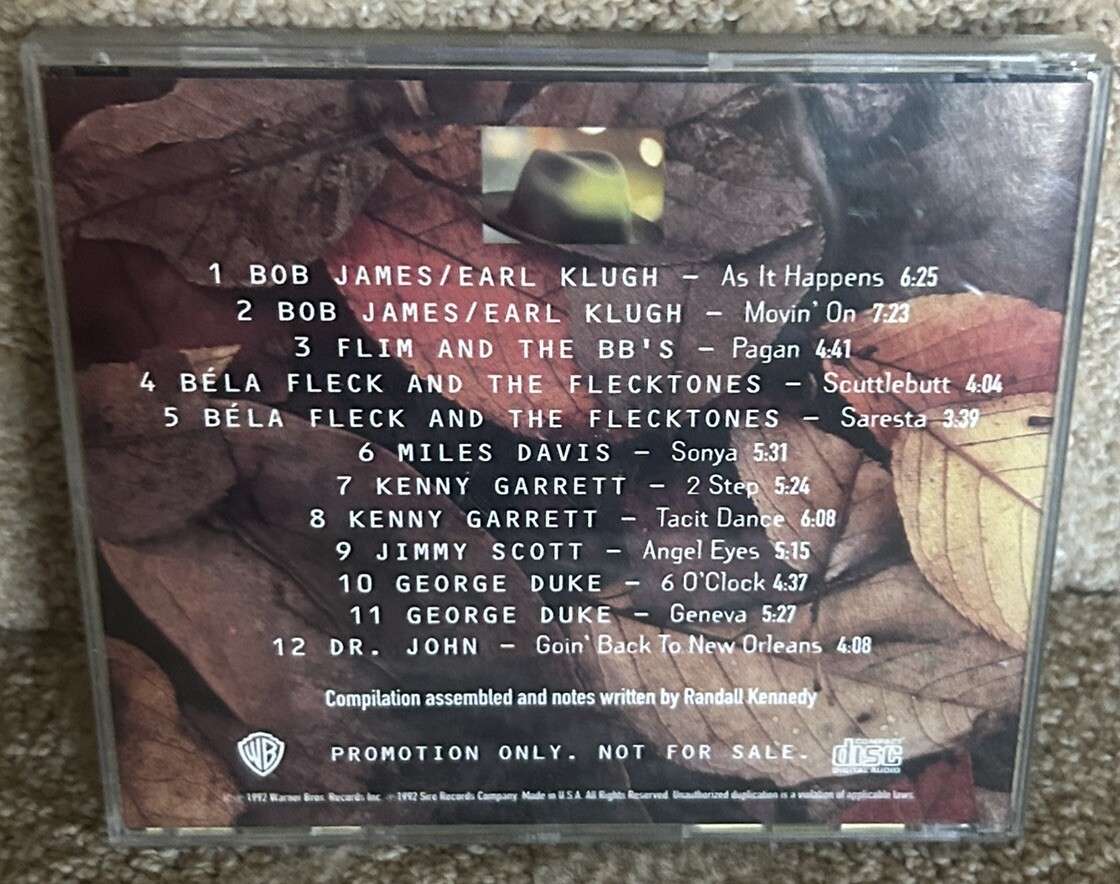 1 BOB JAMES/EARL KLUGH – As It Happens 6:25
2 BOB JAMES/EARL KLUGH – Movin' On 7:23
3 FLIM AND THE BB'S – Pagan 4:41
4 BÉLA FLECK AND THE FLECKTONES – Scuttlebutt 4:04
5 BÉLA FLECK AND THE FLECKTONES – Saresta 3:39
6 MILES DAVIS – Sonya 5:31
7 KENNY GARRETT – 2 Step 5:24
8 KENNY GARRETT – Tacit Dance 6:08
9 JIMMY SCOTT – Angel Eyes 5:15
10 GEORGE DUKE – 6 O'Clock 4:37
11 GEORGE DUKE – Geneva 5:27
12 DR. JOHN – Goin' Back To New Orleans 4:08
Compilation assembled and notes written by Randall Kennedy
WB PROMOTION ONLY. NOT FOR SALE. COMPACT disc DIGITAL AUDIO
1992 Warner Bros. Records Inc. ℗ 1992 Sire Records Company. Made in U.S.A. All Rights Reserved. Unauthorized duplication is a violation of applicable laws.